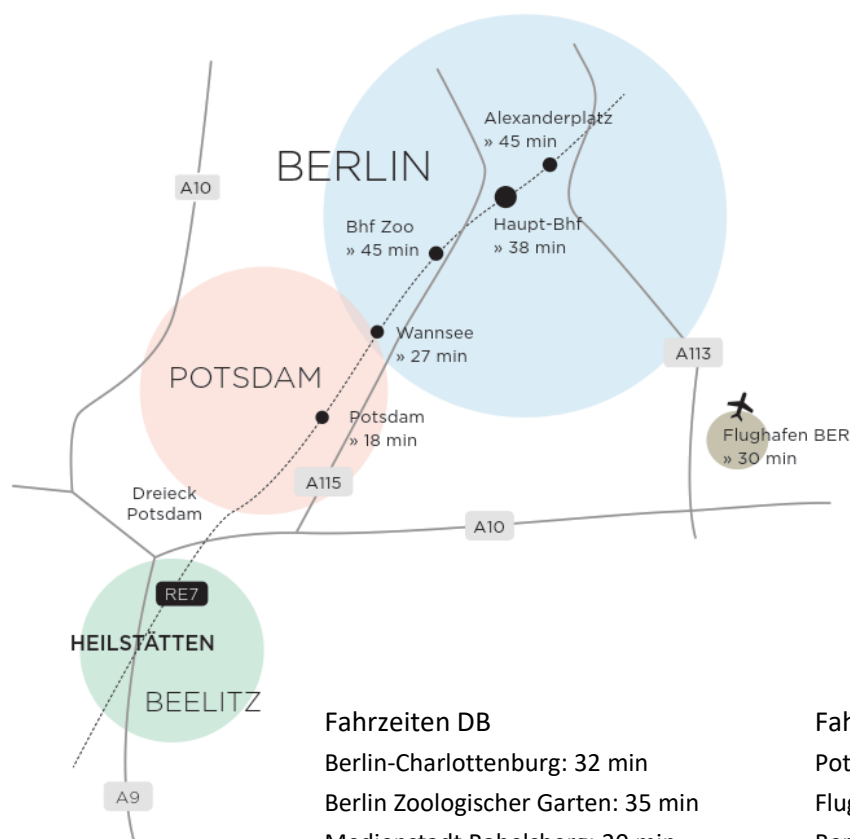 Alexanderplatz
» 45 min
BERLIN
A10
Bhf Zoo
» 45 min
Haupt-Bhf
» 38 min
Wannsee
» 27 min
A113
POTSDAM
Potsdam
» 18 min
Flughafen BER
» 30 min
A115
Dreieck
Potsdam
A10
RE7
HEILSTÄTTEN
BEELITZ
A9
Fahrzeiten DB
Berlin-Charlottenburg: 32 min
Berlin Zoologischer Garten: 35 min